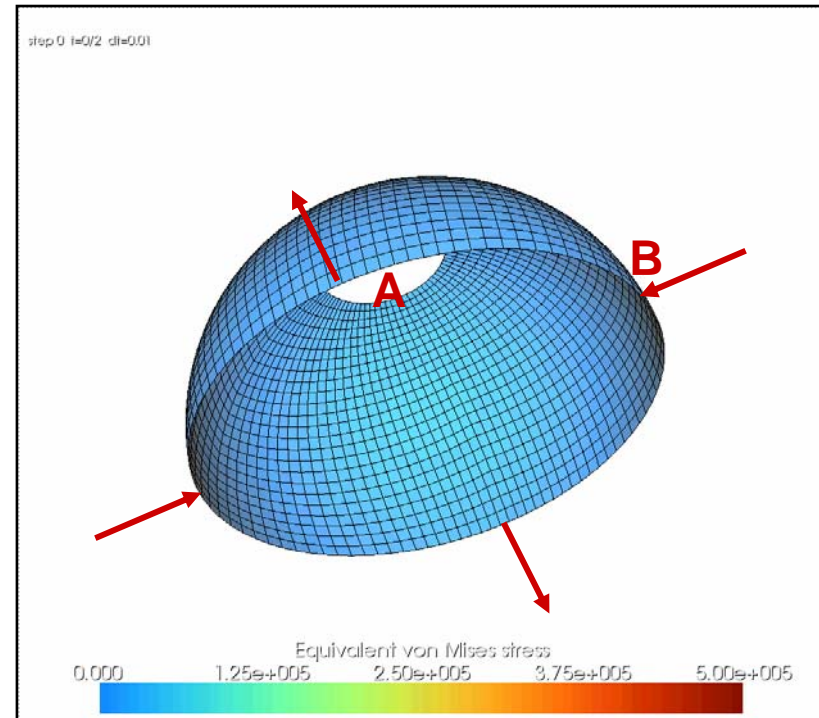 step 0 t=0/2 dt=0.01
B
A
Equivalent von Mises stress
0.000 1.25e+005 2.50e+005 3.75e+005 5.00e+005